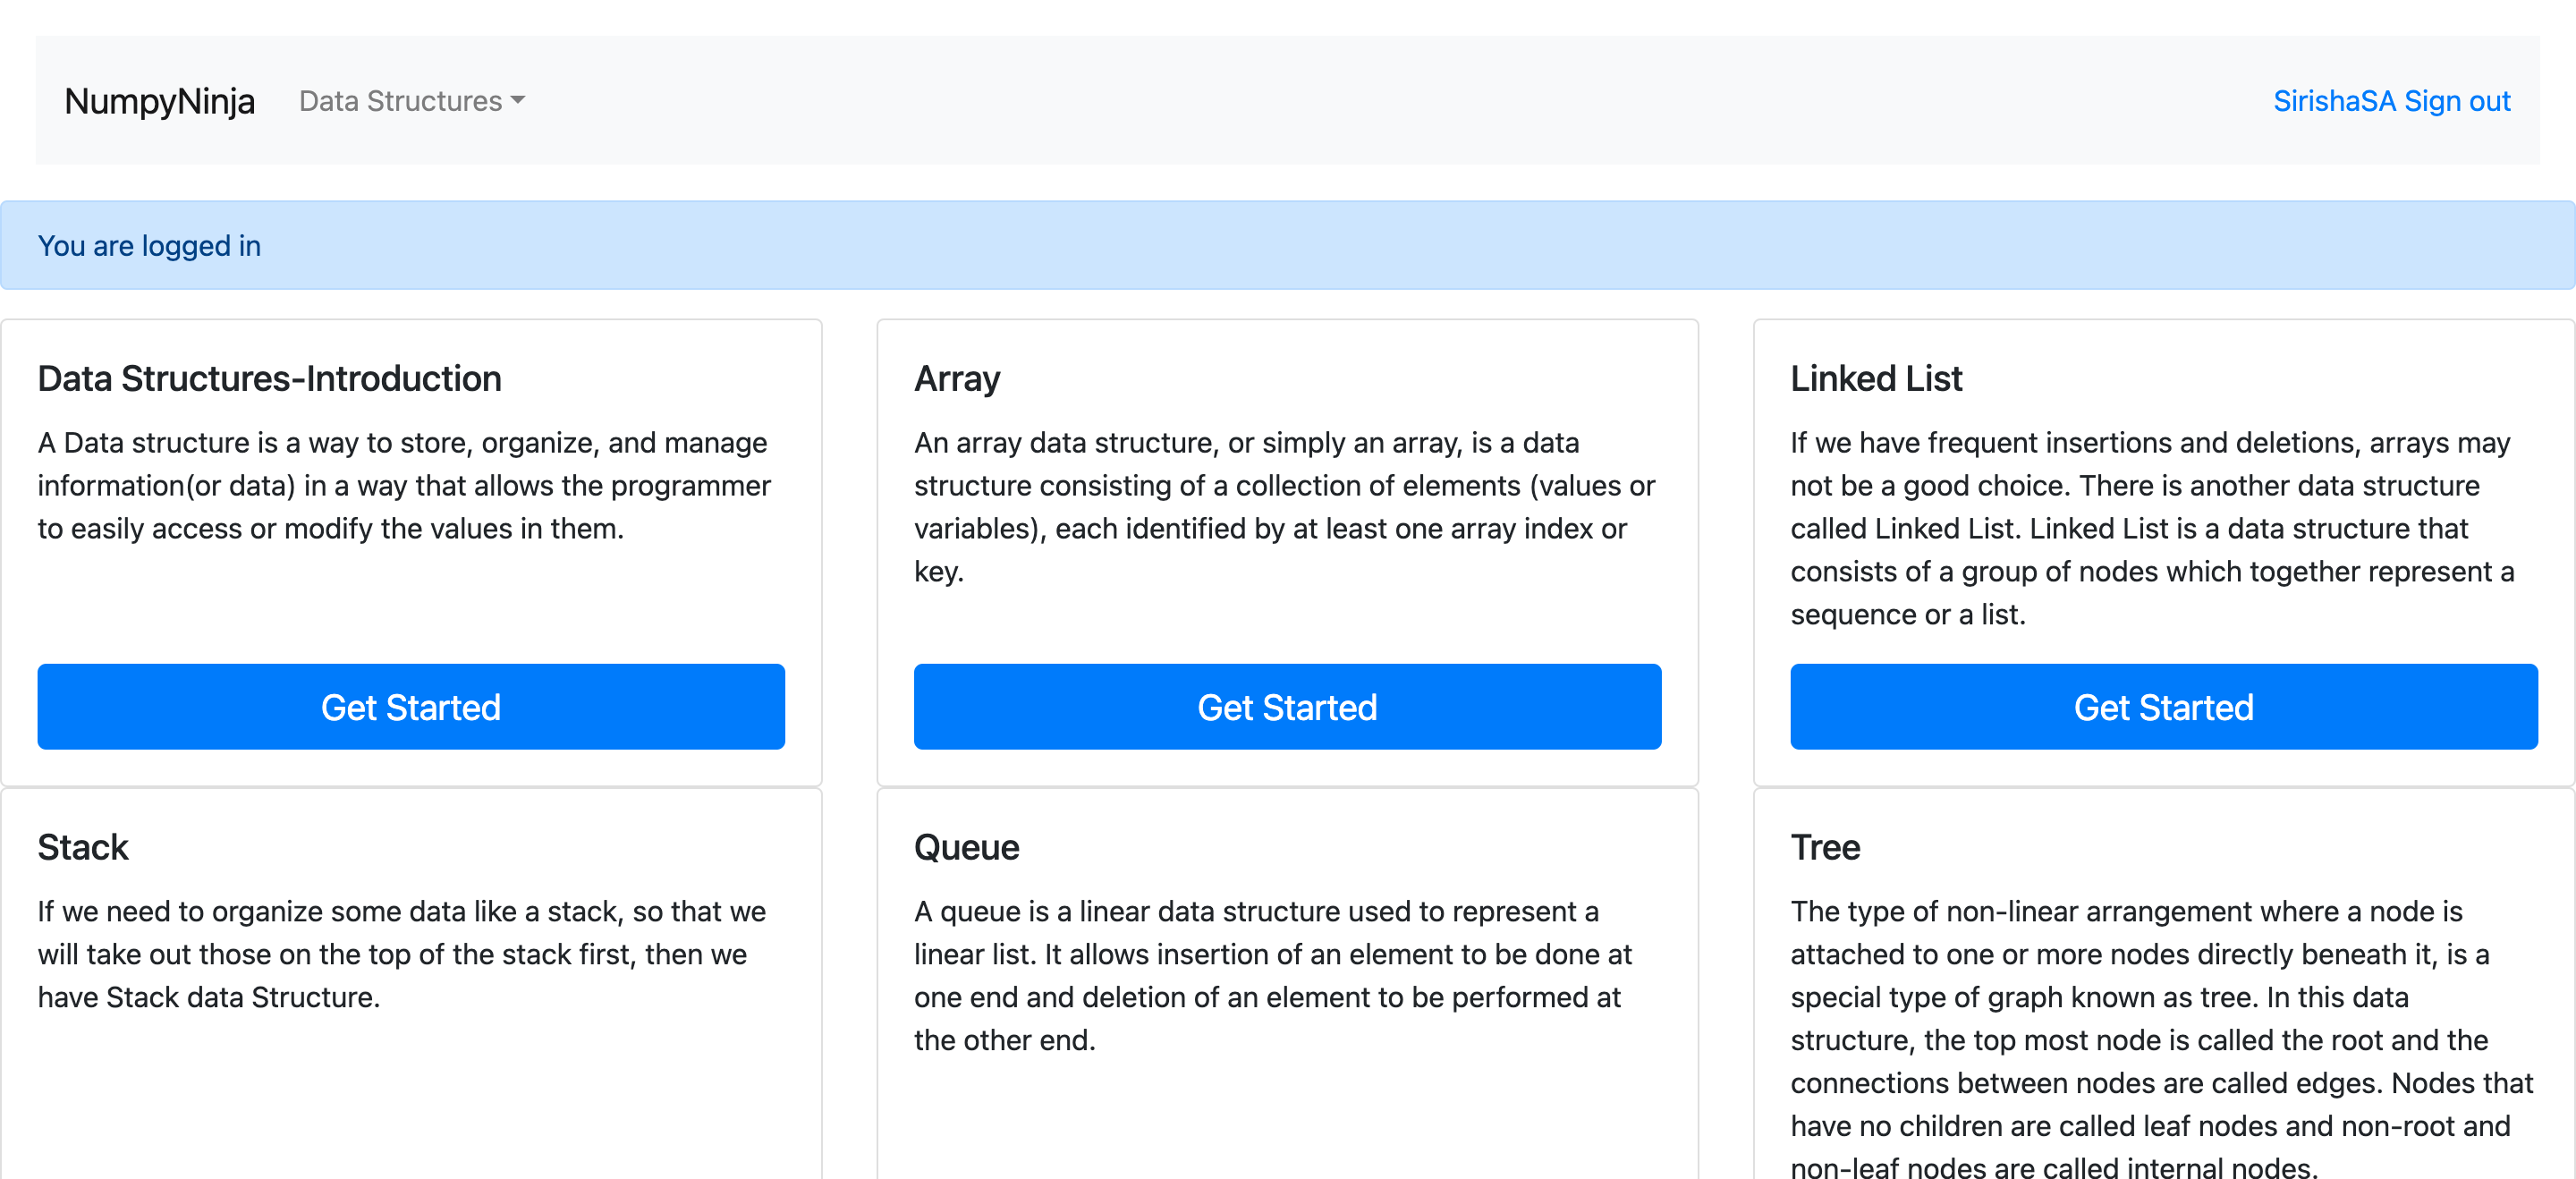 NumpyNinja
Data Structures
SirishaSA Sign out
You are logged in
Data Structures-Introduction
A Data structure is a way to store, organize, and manage
information(or data) in a way that allows the programmer
to easily access or modify the values in them.
Get Started
Array
An array data structure, or simply an array, is a data
structure consisting of a collection of elements (values or
variables), each identified by at least one array index or
key.
Get Started
Linked List
If we have frequent insertions and deletions, arrays may
not be a good choice. There is another data structure
called Linked List. Linked List is a data structure that
consists of a group of nodes which together represent a
sequence or a list.
Get Started
Stack
If we need to organize some data like a stack, so that we
will take out those on the top of the stack first, then we
have Stack data Structure.
Queue
A queue is a linear data structure used to represent a
linear list. It allows insertion of an element to be done at
one end and deletion of an element to be performed at
the other end.
Tree
The type of non-linear arrangement where a node is
attached to one or more nodes directly beneath it, is a
special type of graph known as tree. In this data
structure, the top most node is called the root and the
connections between nodes are called edges. Nodes that
have no children are called leaf nodes and non-root and
non-leaf nodes are called internal nodes.